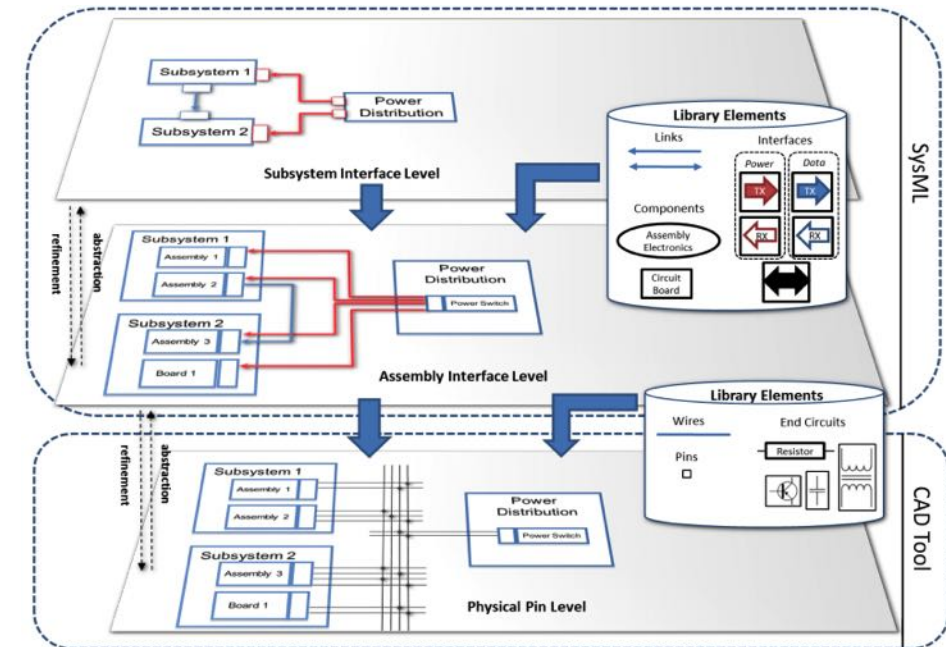 Subsystem 1
Subsystem 2
Power
Distribution
Subsystem Interface Level
Library Elements
Links
Interfaces
Power
Data
TX
TX
RX
RX
Components
Assembly
Electronics
Circuit
Board
SysML
refinement
abstraction
Subsystem 1
Assembly 1
Assembly 2
Subsystem 2
Assembly 3
Board 1
Power
Distribution
Power Switch
Assembly Interface Level
Library Elements
Wires
End Circuits
Pins
Resistor
CAD Tool
refinement
abstraction
Subsystem 1
Assembly 1
Assembly 2
Subsystem 2
Assembly 3
Board 1
Power
Distribution
Power Switch
Physical Pin Level